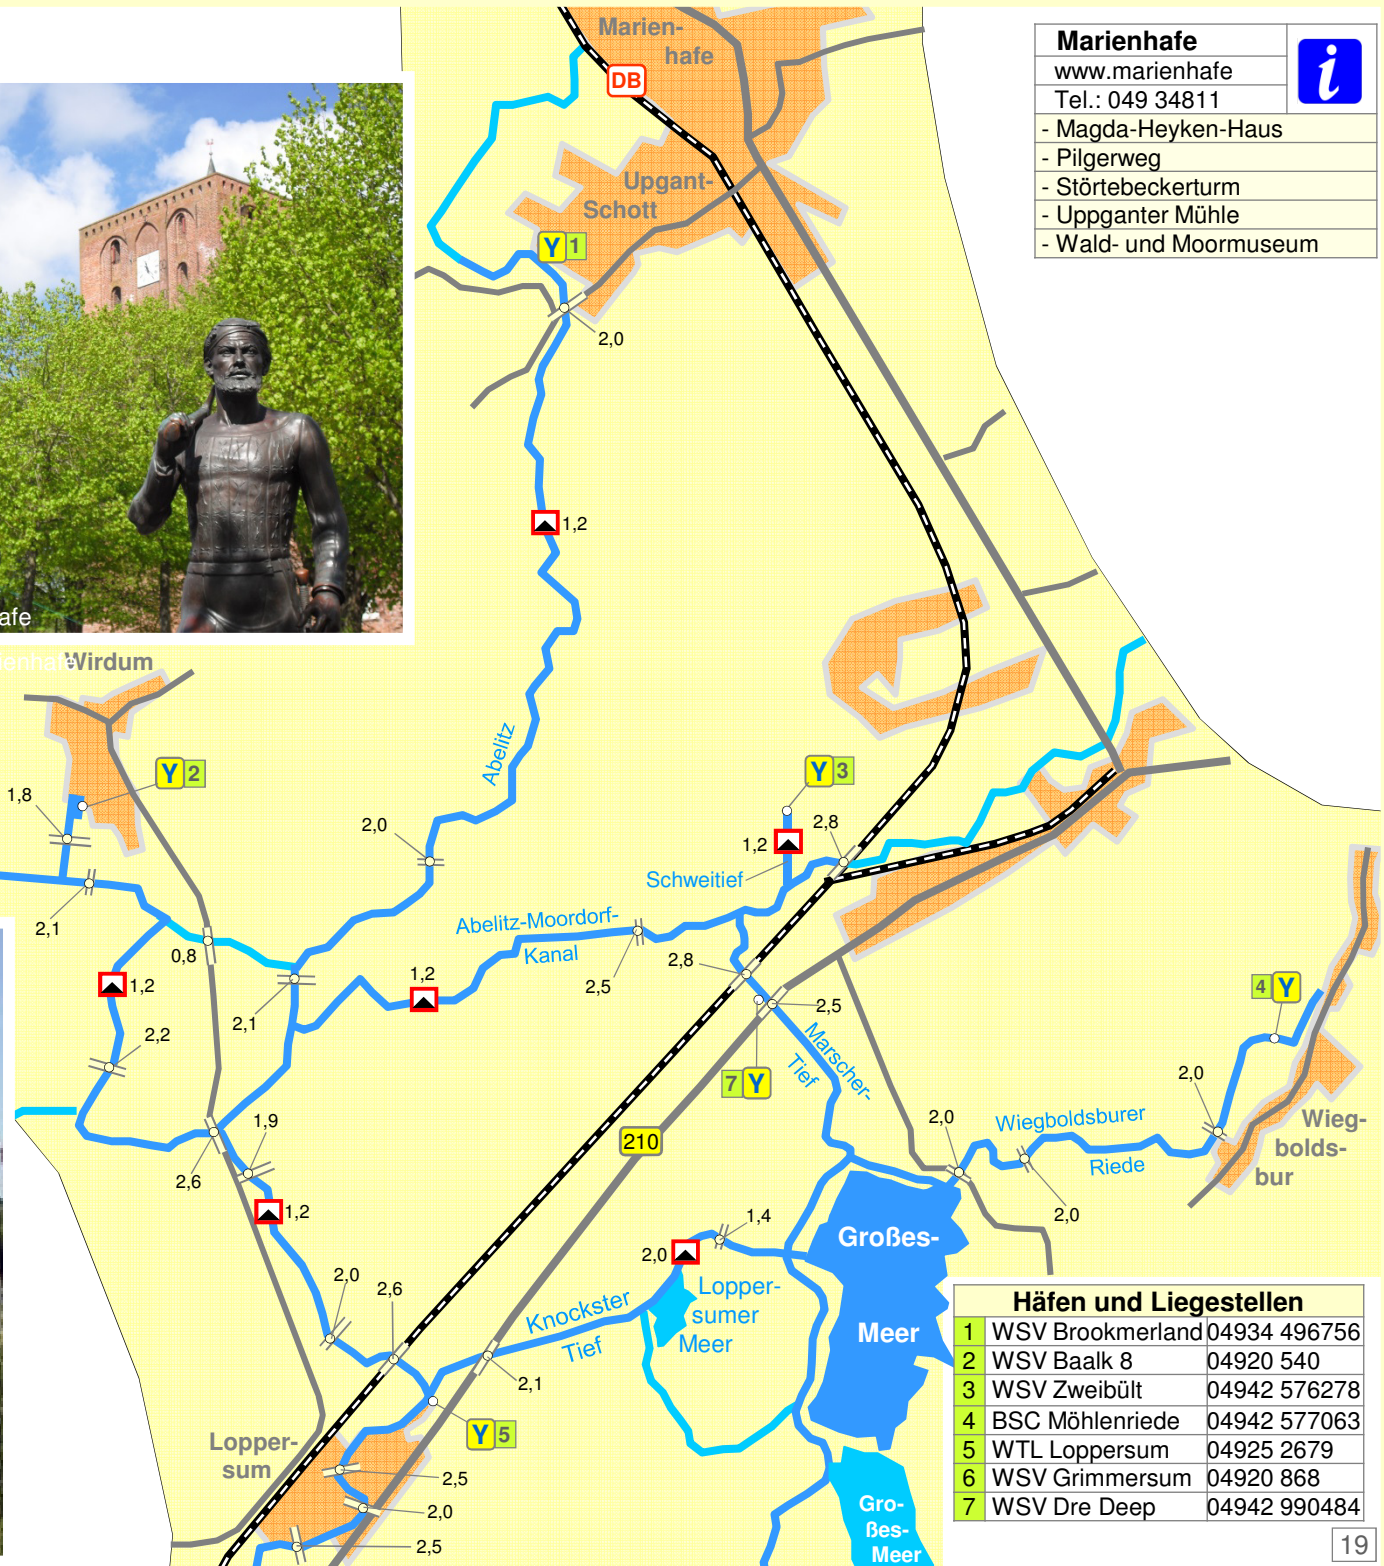 Marien-
hafe
DB
Marienhafe
www.marienhafe
Tel.: 049 34811
- Magda-Heyken-Haus
- Pilgerweg
- Störtebeckerturm
- Uppganter Mühle
- Wald- und Moormuseum
i
Upgant-
Schott
Y 1
2,0
1,2
afe
Wirdum
Y 2
1,8
2,1
0,8
1,2
2,2
2,1
2,0
Abelitz
Y 3
2,8
1,2
Schweitief
Abelitz-Moordorf-
Kanal
1,2
2,5
2,8
2,5
Marscher-
Tief
7 Y
4 Y
2,0
2,0
Wiegboldsburer
Riede
2,0
Wieg-
bolds-
bur
210
1,9
2,6
1,2
2,0
2,6
1,4
2,0
Knockster
Tief
Lopper-
sumer
Meer
Großes-
Meer
2,1
Y 5
Lopper-
sum
2,5
2,0
2,5
Gro-
ßes-
Meer
Häfen und Liegestellen
1 WSV Brookmerland 04934 496756
2 WSV Baalk 8 04920 540
3 WSV Zweibült 04942 576278
4 BSC Möhlenriede 04942 577063
5 WTL Loppersum 04925 2679
6 WSV Grimmersum 04920 868
7 WSV Dre Deep 04942 990484
19